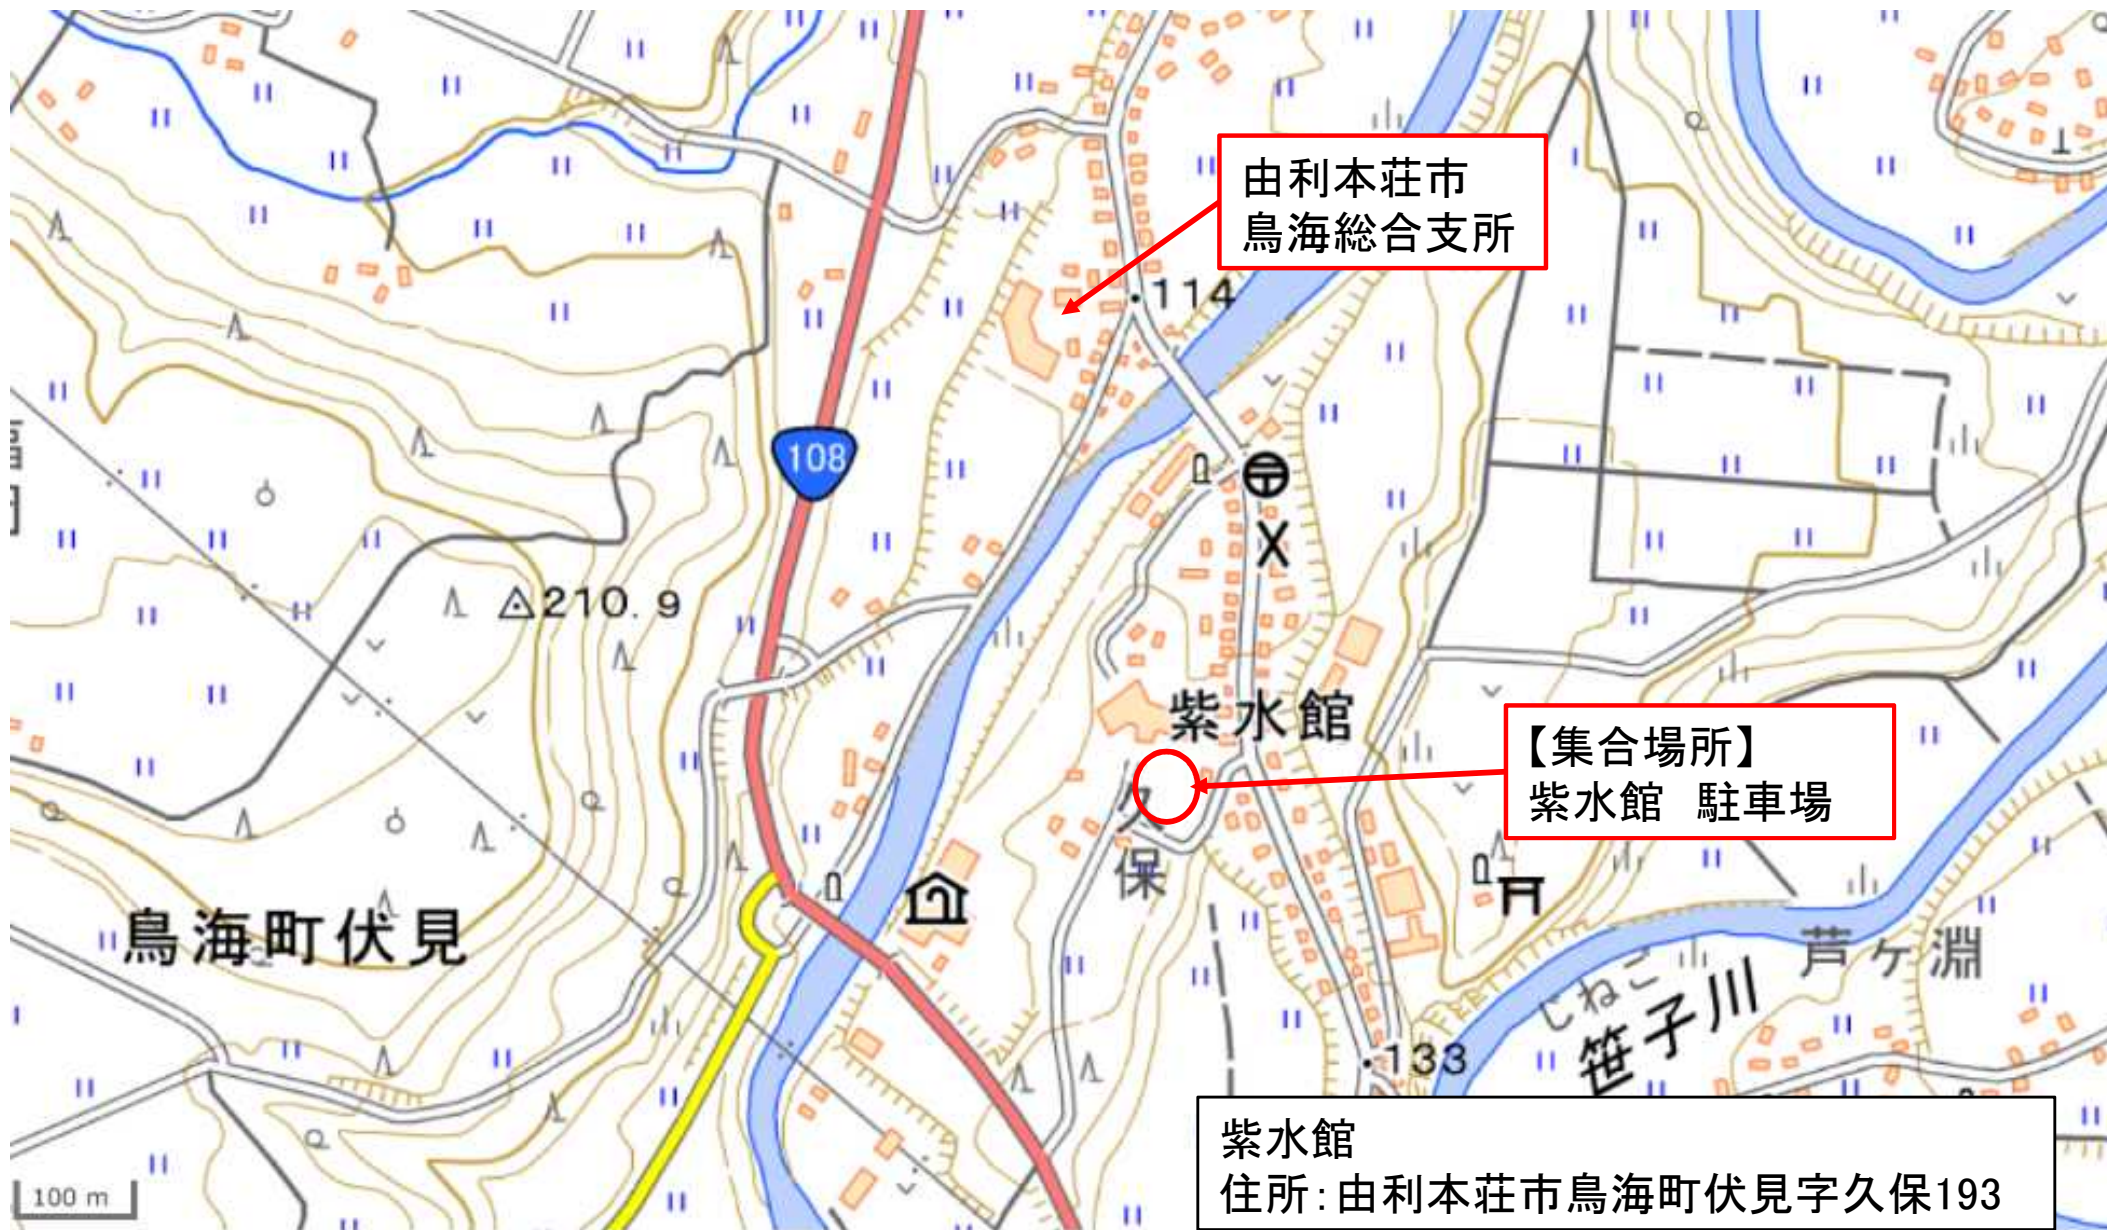 由利本荘市
鳥海総合支所
114
108
210.9
紫水館
【集合場所】
紫水館 駐車場
久保
鳥海町伏見
芦ヶ淵
じねご
笹子川
133
紫水館
住所:由利本荘市鳥海町伏見字久保193
100 m